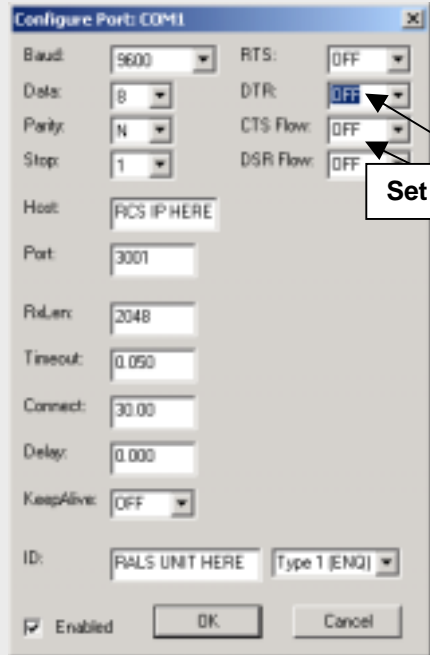 Configure Port: COM1
Baud: 9600 RTS: OFF
Data: 8 DTR: OFF
Parity: N CTS Flow: OFF
Stop: 1 DSR Flow: OFF
Set
Host: RCS IP HERE
Port: 3001
RxLen: 2048
Timeout: 0.050
Connect: 30.00
Delay: 0.000
KeepAlive: OFF
ID: RALS UNIT HERE Type 1 (ENQ)
Enabled OK Cancel